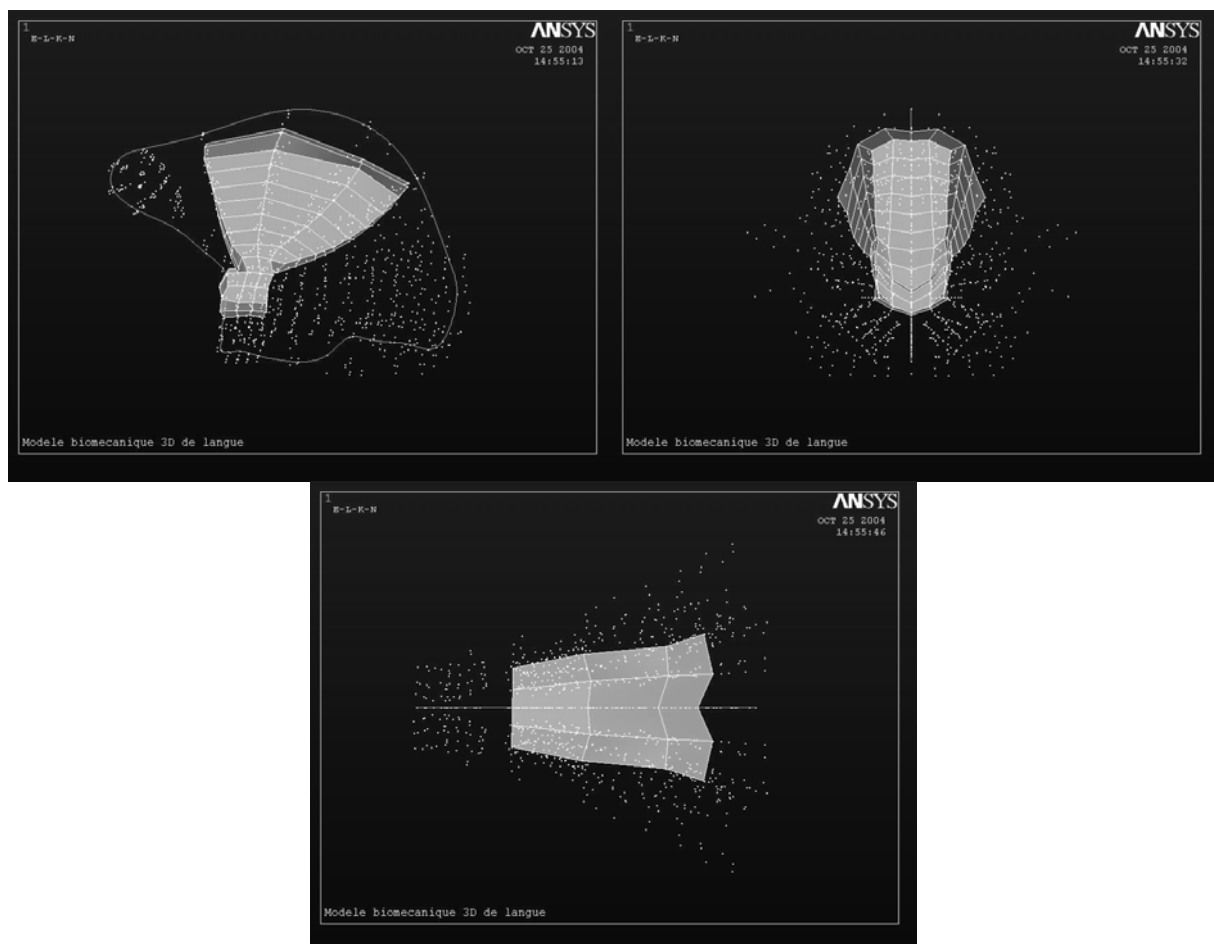 1
E-L-K-N
ANSYS
OCT 25 2004
14:55:13
Modele biomecanique 3D de langue
1
E-L-K-N
ANSYS
OCT 25 2004
14:55:32
Modele biomecanique 3D de langue
1
E-L-K-N
ANSYS
OCT 25 2004
14:55:46
Modele biomecanique 3D de langue